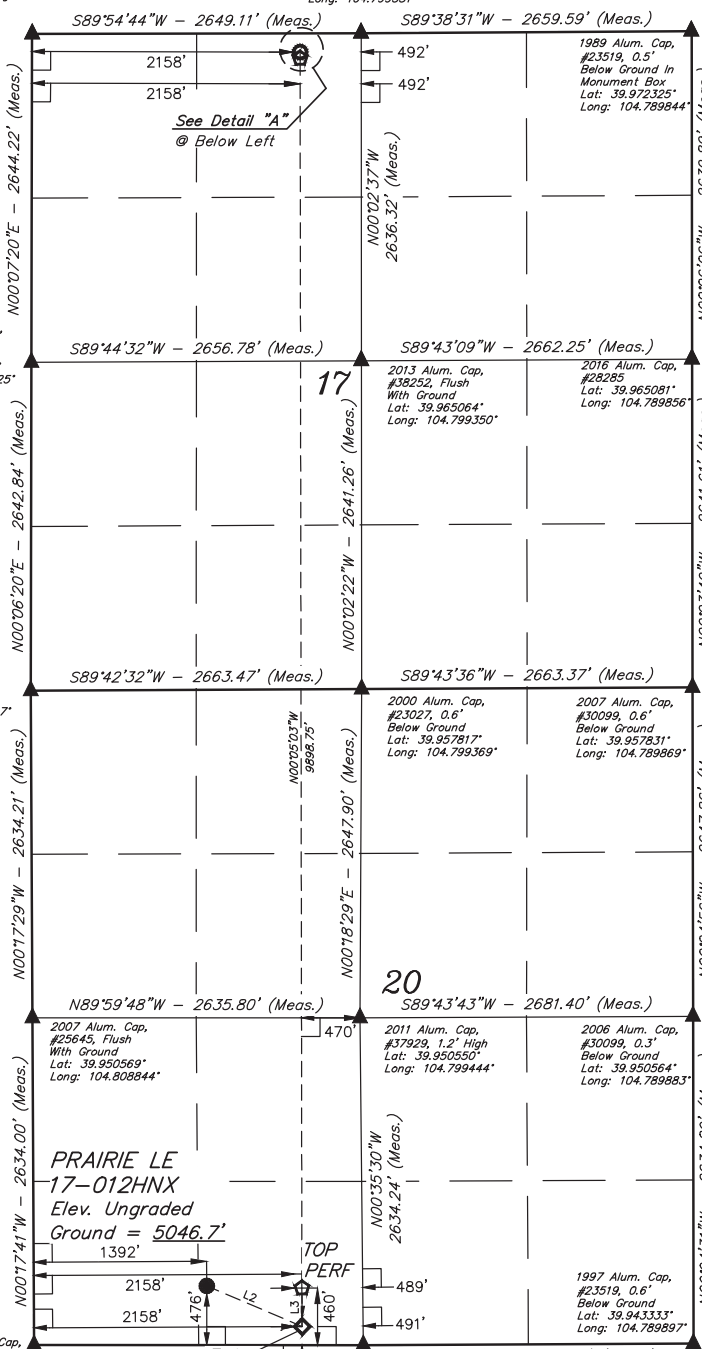 S89°54'44"W - 2649.11' (Meas.)
S89°38'31"W - 2659.59' (Meas.)
2158'
492'
2158'
492'
1989 Alum. Cap,
#23519, 0.5'
Below Ground In
Monument Box
Lat: 39.972325°
Long: 104.789844°
See Detail "A"
@ Below Left
N00°07'20"E - 2644.22' (Meas.)
N00°02'37"W
2636.32' (Meas.)
S89°44'32"W - 2656.78' (Meas.)
S89°43'09"W - 2662.25' (Meas.)
17
2013 Alum. Cap,
#38252, Flush
With Ground
Lat: 39.965064°
Long: 104.799350°
2016 Alum. Cap,
#28285
Lat: 39.965081°
Long: 104.789856°
N00°06'20"E - 2642.84' (Meas.)
N00°02'22"W - 2641.26' (Meas.)
S89°42'32"W - 2663.47' (Meas.)
S89°43'36"W - 2663.37' (Meas.)
2000 Alum. Cap,
#23027, 0.6'
Below Ground
Lat: 39.957817°
Long: 104.799369°
2007 Alum. Cap,
#30099, 0.6'
Below Ground
Lat: 39.957831°
Long: 104.789869°
N00°05'03"W
9898.75'
N00°17'29"W - 2634.21' (Meas.)
N00°18'29"E - 2647.90' (Meas.)
20
N89°59'48"W - 2635.80' (Meas.)
S89°43'43"W - 2681.40' (Meas.)
470'
2007 Alum. Cap,
#25645, Flush
With Ground
Lat: 39.950569°
Long: 104.808844°
2011 Alum. Cap,
#37929, 1.2' High
Lat: 39.950550°
Long: 104.799444°
2006 Alum. Cap,
#30099, 0.3'
Below Ground
Lat: 39.950564°
Long: 104.789883°
N00°17'41"W - 2634.00' (Meas.)
N00°35'30"W
2634.24' (Meas.)
PRAIRIE LE
17-012HNX
Elev. Ungraded
Ground = 5046.7'
1392'
TOP
PERF
2158'
489'
476'
L2
L3
460'
2158'
491'
1997 Alum. Cap,
#23519, 0.6'
Below Ground
Lat: 39.943333°
Long: 104.789897°
Cap,